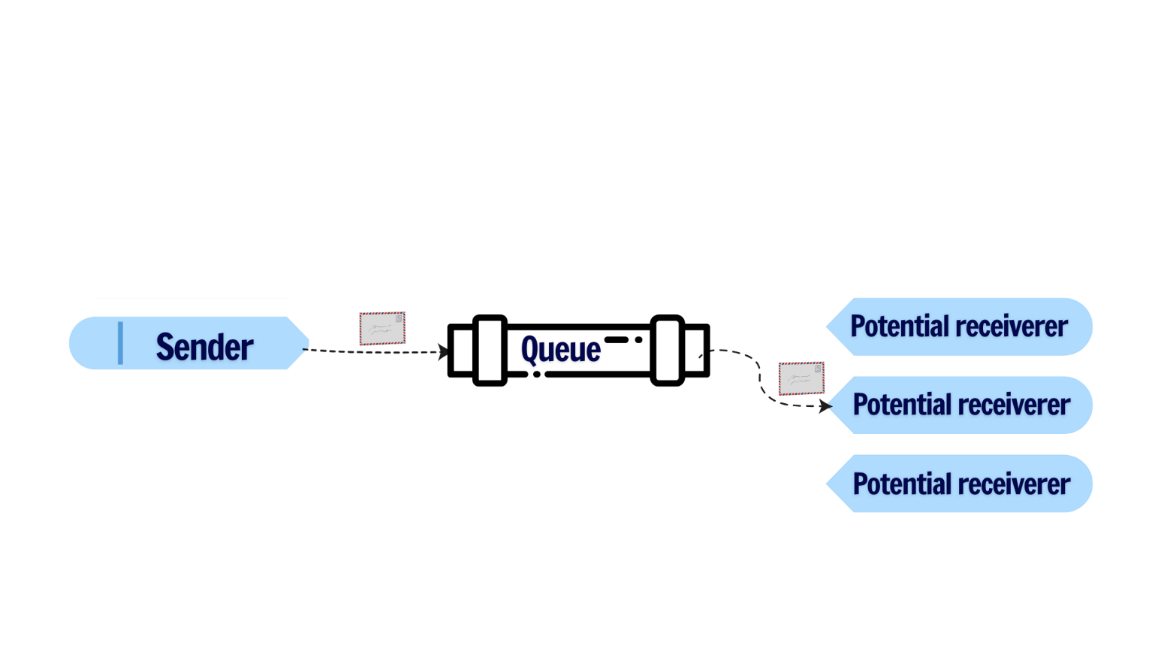 Sender
Queue
Potential receiverer
Potential receiverer
Potential receiverer